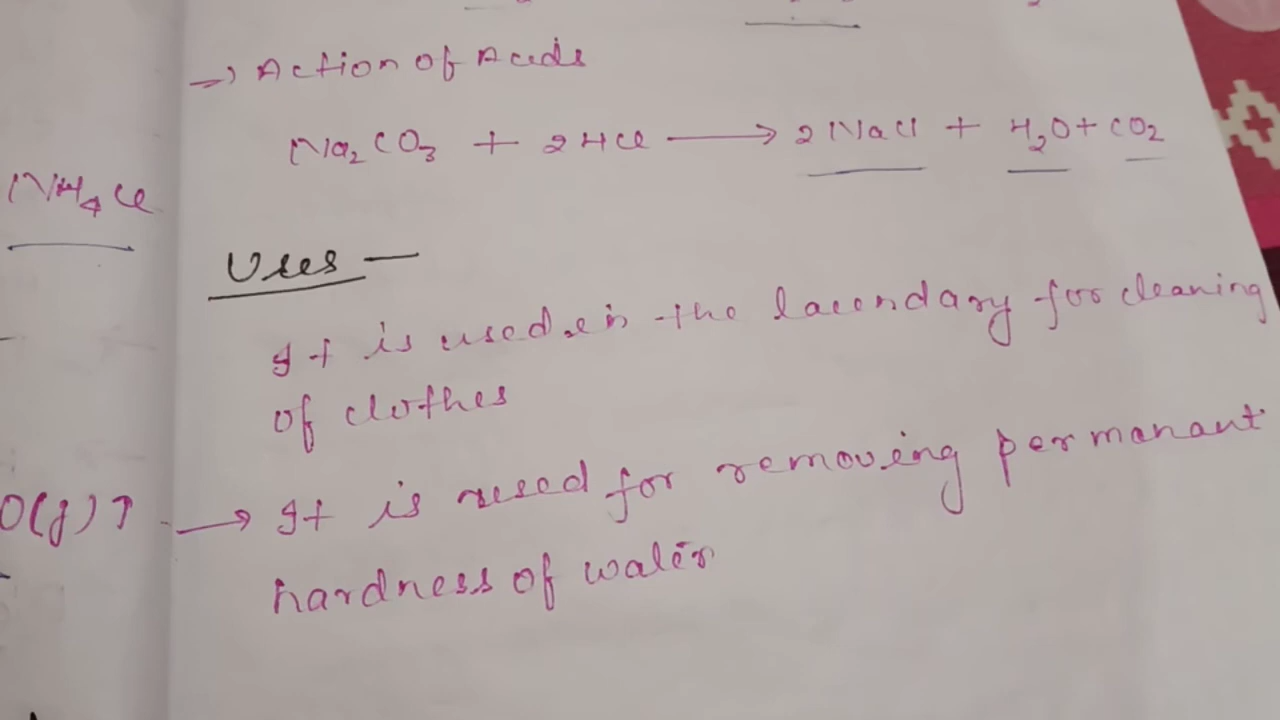 → Action of Acids
Na₂CO₃ + 2HCl ⟶ 2NaCl + H₂O + CO₂
NH₄Cl
Uses —
It is used in the laundary for cleaning
of clothes
O(g)↑ → It is used for removing permanant
hardness of water